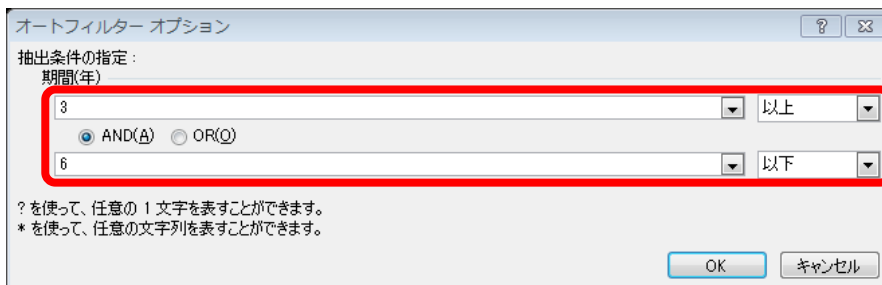 オートフィルター オプション
抽出条件の指定:
期間(年)
3 以上
AND(A) OR(O)
6 以下
? を使って、任意の 1 文字を表すことができます。
* を使って、任意の文字列を表すことができます。
OK キャンセル